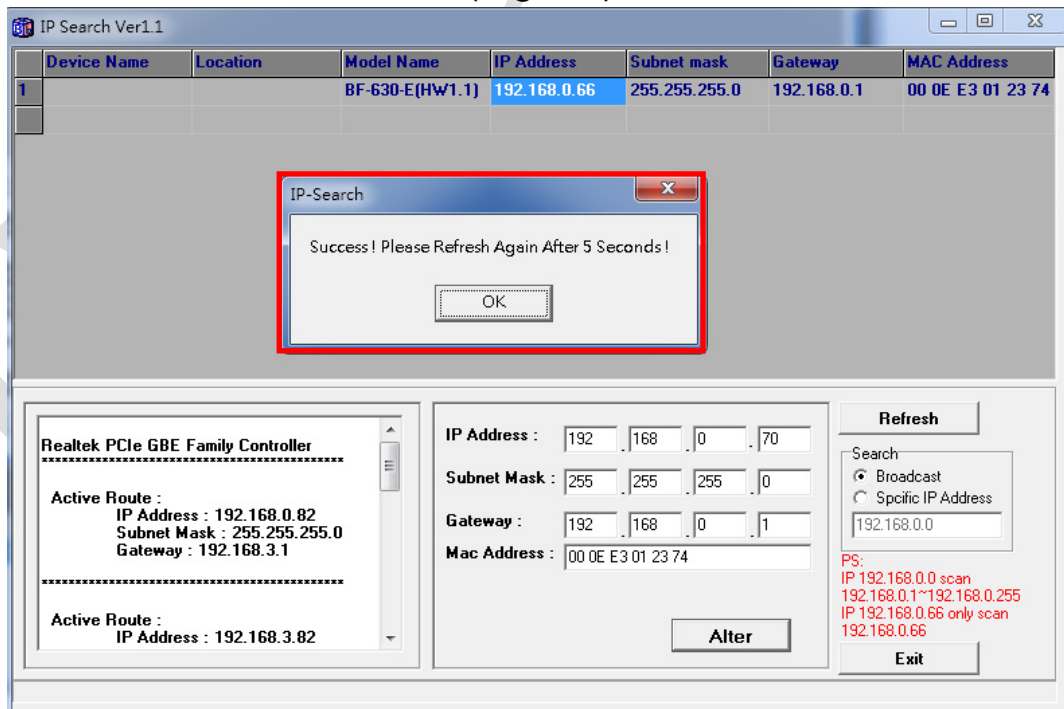 IP Search Ver1.1
Device Name Location Model Name IP Address Subnet mask Gateway MAC Address
1 BF-630-E(HW1.1) 192.168.0.66 255.255.255.0 192.168.0.1 00 0E E3 01 23 74
IP-Search
Success ! Please Refresh Again After 5 Seconds !
OK
Realtek PCIe GBE Family Controller
******************************************************
Active Route :
IP Address : 192.168.0.82
Subnet Mask : 255.255.255.0
Gateway : 192.168.3.1
******************************************************
Active Route :
IP Address : 192.168.3.82
IP Address : 192 . 168 . 0 . 70
Subnet Mask : 255 . 255 . 255 . 0
Gateway : 192 . 168 . 0 . 1
Mac Address : 00 0E E3 01 23 74
Alter
Refresh
Search
Broadcast
Spcific IP Address
192.168.0.0
PS:
IP 192.168.0.0 scan
192.168.0.1~192.168.0.255
IP 192.168.0.66 only scan
192.168.0.66
Exit